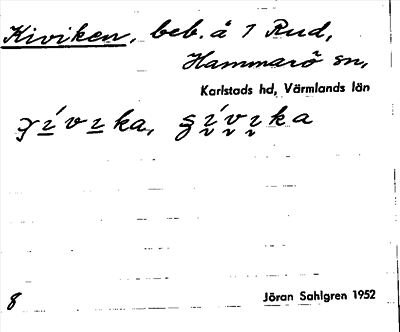 Kiviken, beb. å 1 Rud,
Hammarö sn,
Karlstads hd, Värmlands län
Jöran Sahlgren 1952
8